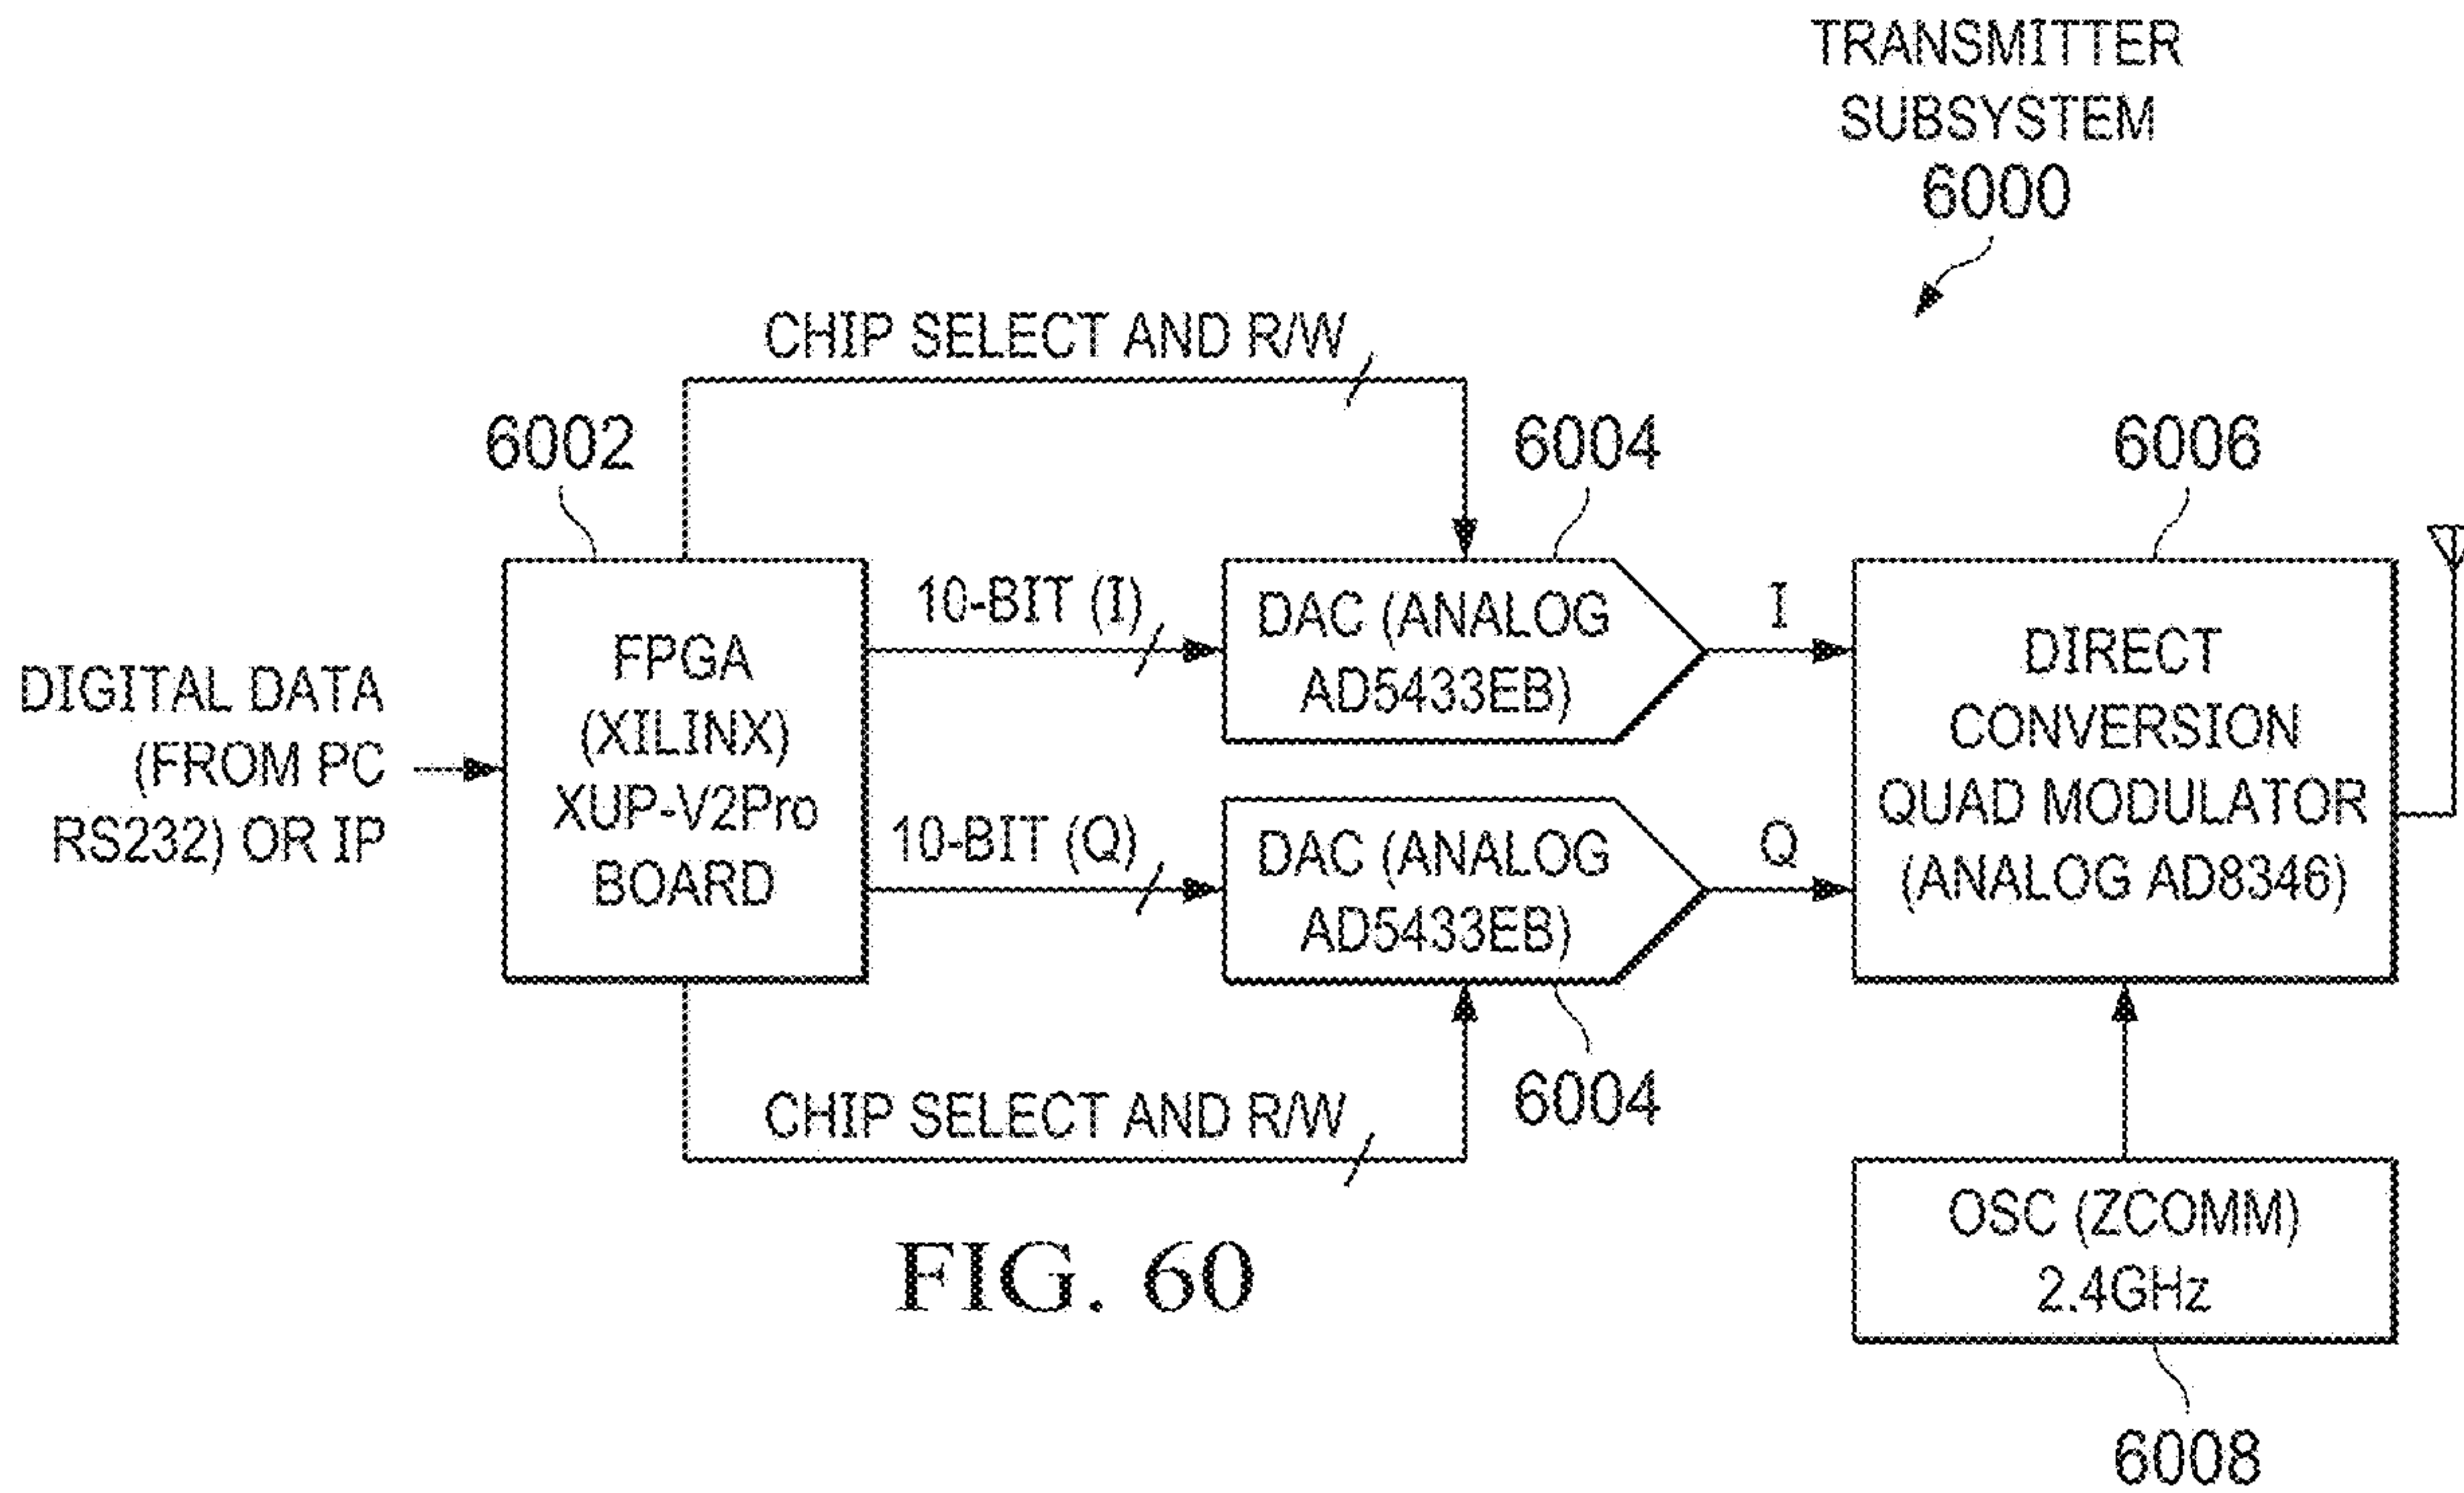 TRANSMITTER
SUBSYSTEM
6000
CHIP SELECT AND R/W
6002
6004
6006
10-BIT (I)
DAC (ANALOG
AD5433EB)
I
DIGITAL DATA
(FROM PC
RS232) OR IP
FPGA
(XILINX)
XUP-V2Pro
BOARD
DIRECT
CONVERSION
QUAD MODULATOR
(ANALOG AD8346)
10-BIT (Q)
DAC (ANALOG
AD5433EB)
Q
CHIP SELECT AND R/W
6004
OSC (ZCOMM)
2.4GHz
6008
FIG. 60